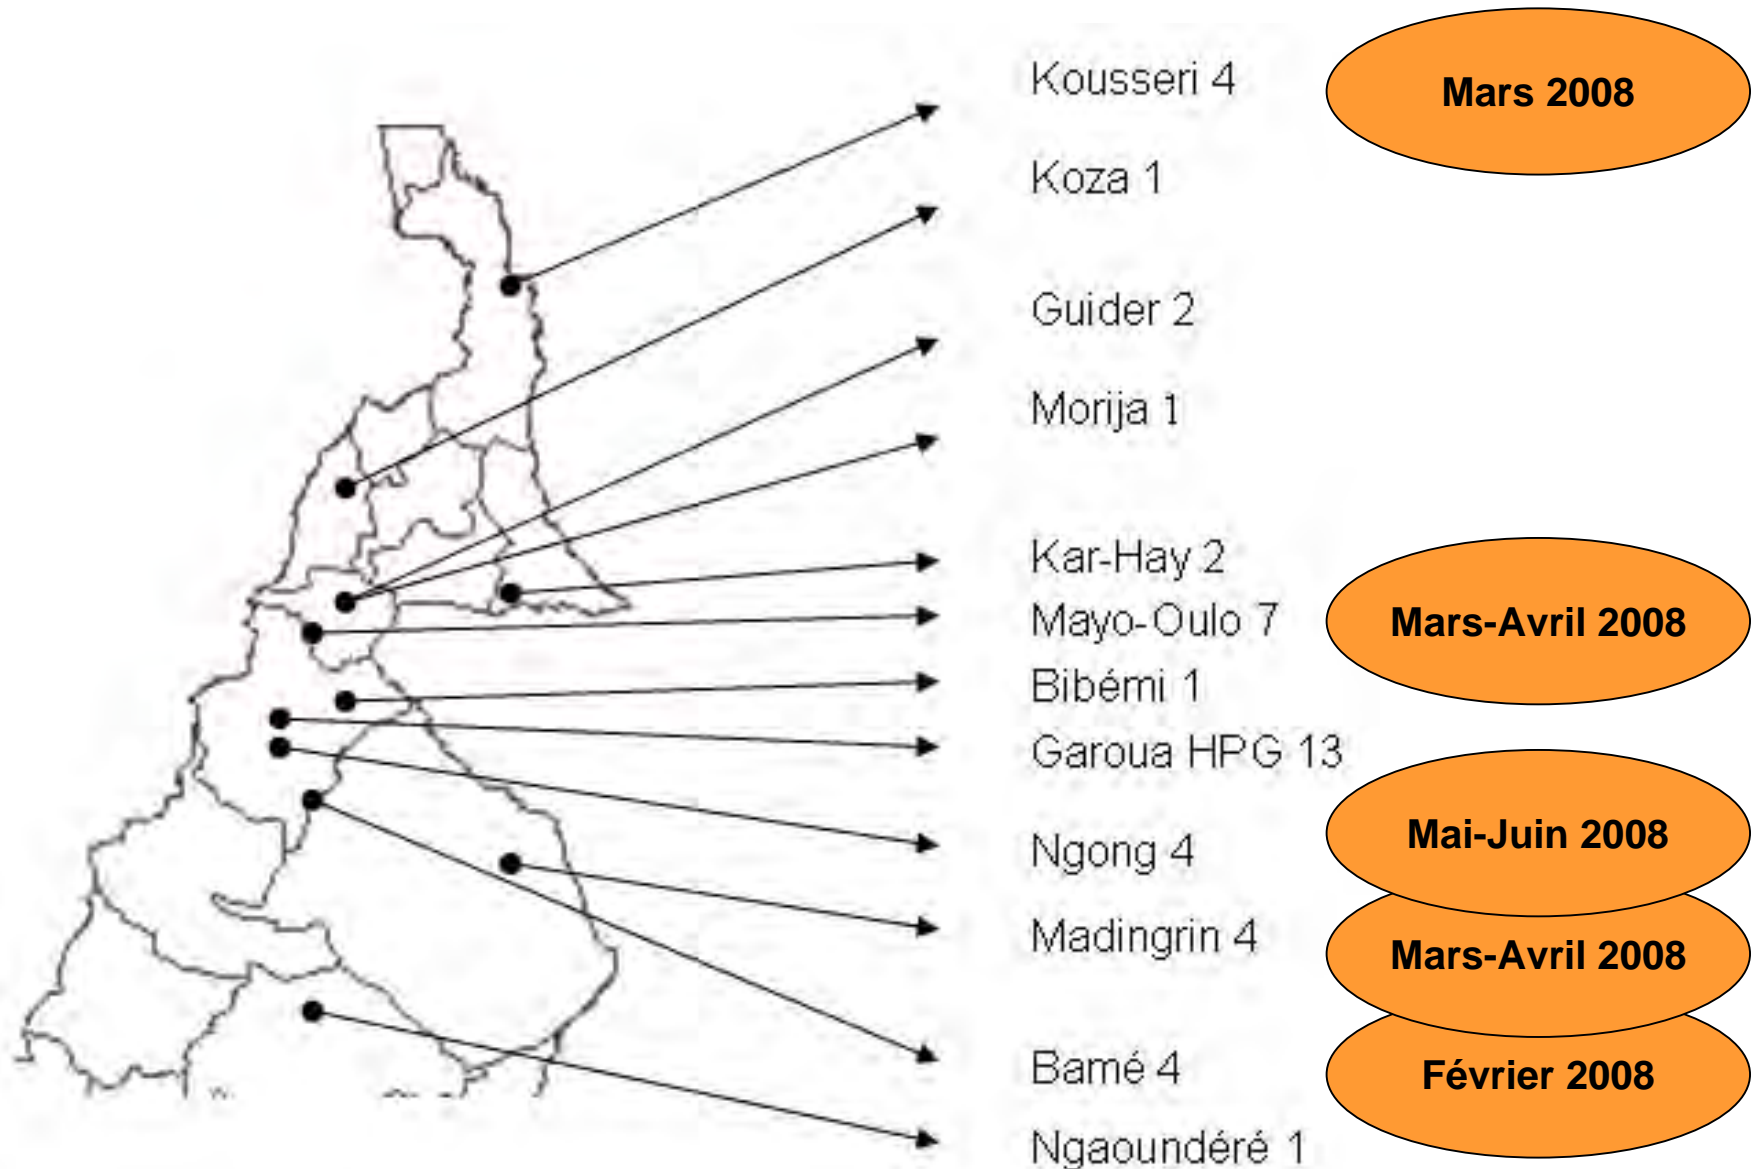 Kousseri 4
Mars 2008
Koza 1
Guider 2
Morija 1
Kar-Hay 2
Mayo-Oulo 7
Mars-Avril 2008
Bibémi 1
Garoua HPG 13
Ngong 4
Mai-Juin 2008
Madingrin 4
Mars-Avril 2008
Bamé 4
Février 2008
Ngaoundéré 1